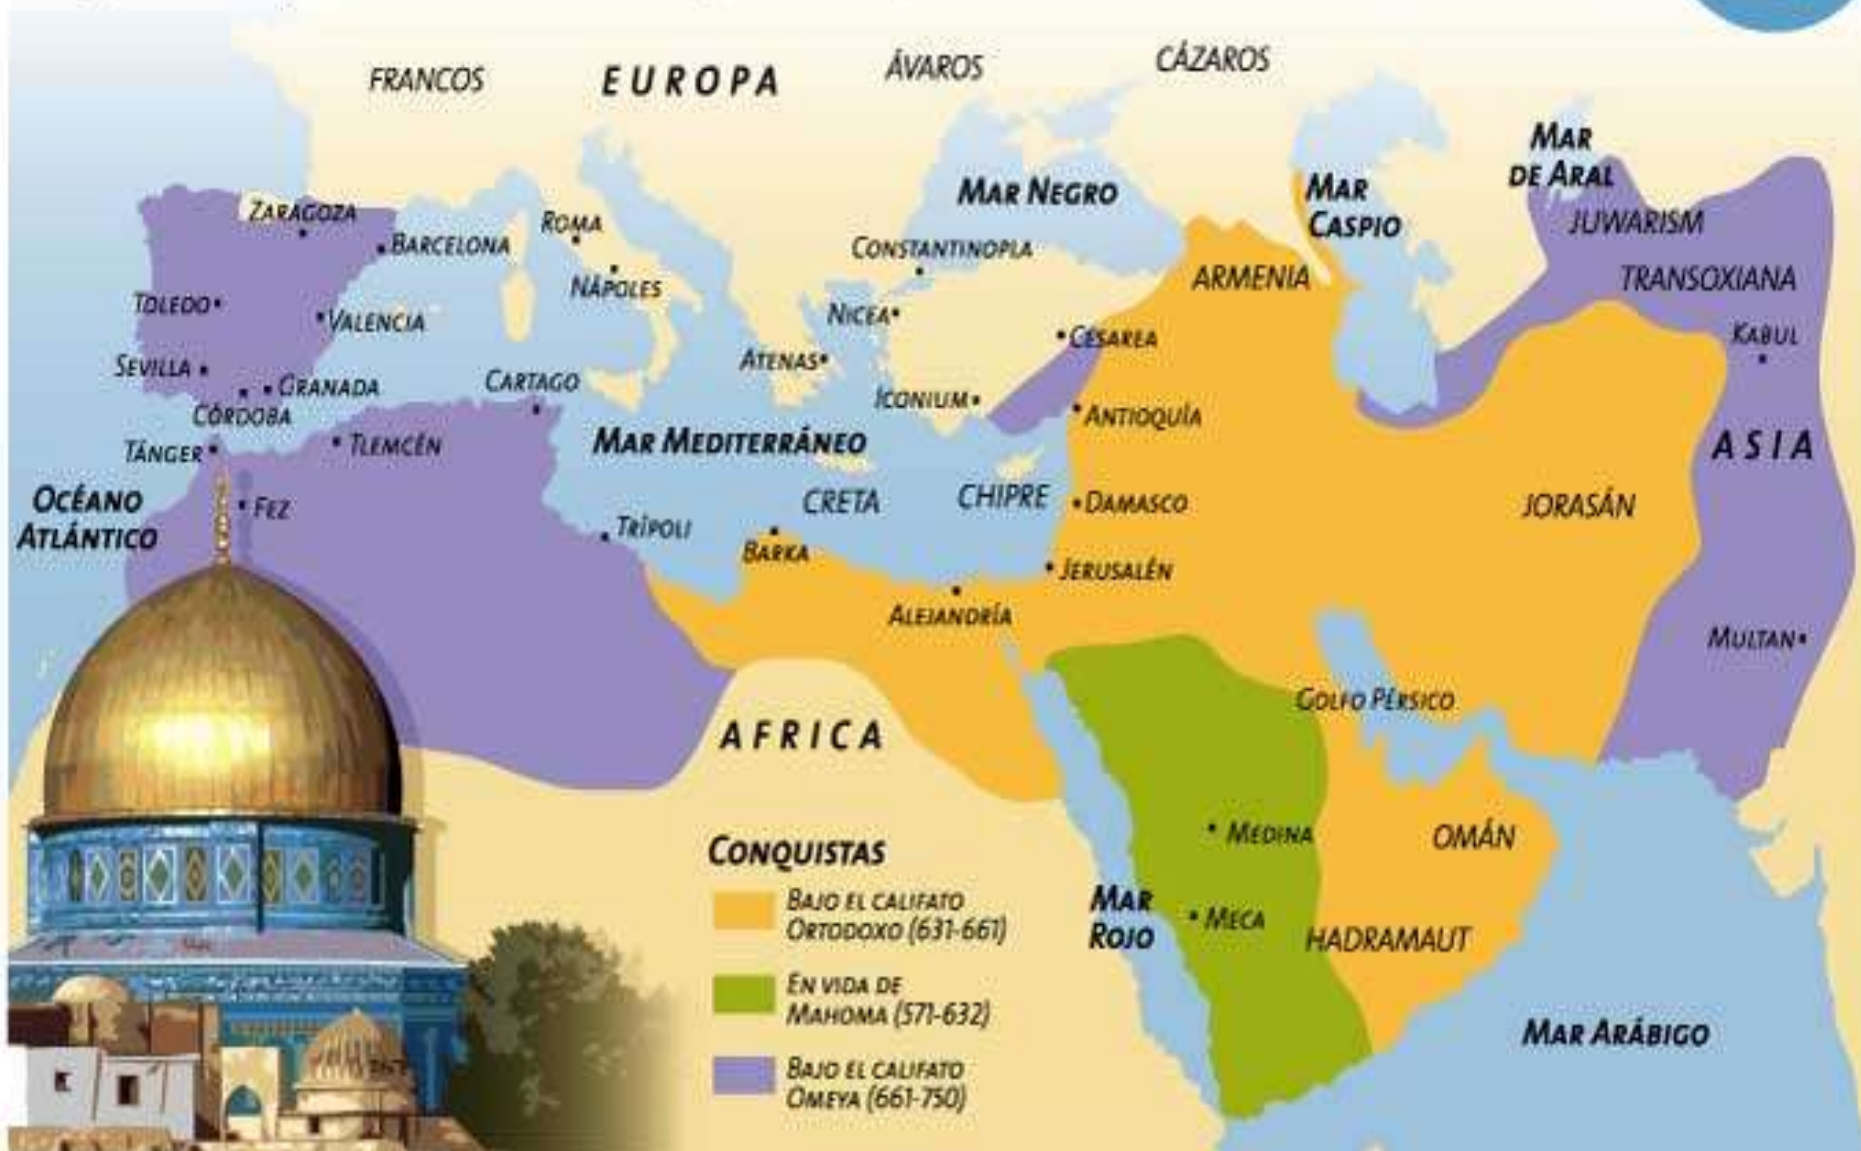 FRANCOS
EUROPA
ÁVAROS
CÁZAROS
MAR
DE ARAL
MAR NEGRO
MAR
CASPIO
JUWARISM
ZARAGOZA
BARCELONA
ROMA
CONSTANTINOPLA
ARMENIA
TRANSOXIANA
NÁPOLES
TOLEDO
VALENCIA
NICEA
CESAREA
KABUL
SEVILLA
GRANADA
CÓRDOBA
CARTAGO
ATENAS
ICONIUM
ANTIOQUÍA
TÁNGER
TLEMCÉN
MAR MEDITERRÁNEO
ASIA
OCÉANO
ATLÁNTICO
FEZ
CRETA
CHIPRE
DAMASCO
JORASÁN
TRÍPOLI
BARKA
JERUSALÉN
ALEJANDRÍA
MULTAN
GOLFO PÉRSICO
AFRICA
MEDINA
OMÁN
MAR
ROJO
MECA
HADRAMAUT
MAR ARÁBIGO
CONQUISTAS
BAJO EL CALIFATO
ORTODOXO (631-661)
EN VIDA DE
MAHOMA (571-632)
BAJO EL CALIFATO
OMEYA (661-750)